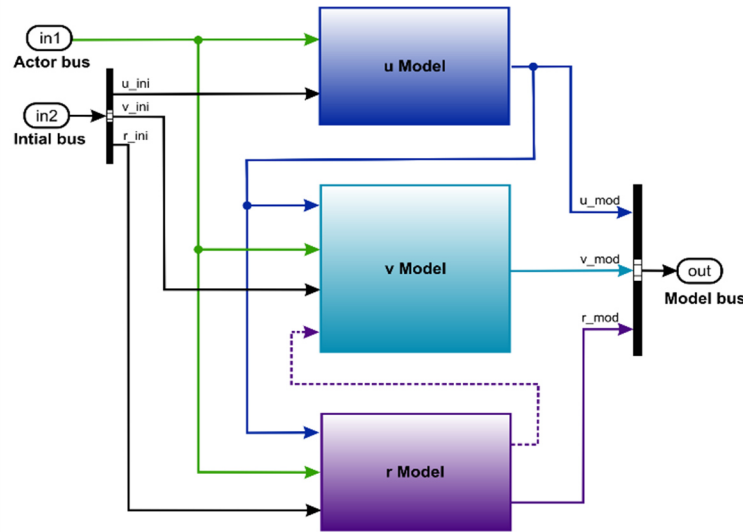 in1
Actor bus
in2
Intial bus
u_ini
v_ini
r_ini
u Model
v Model
r Model
u_mod
v_mod
r_mod
out
Model bus